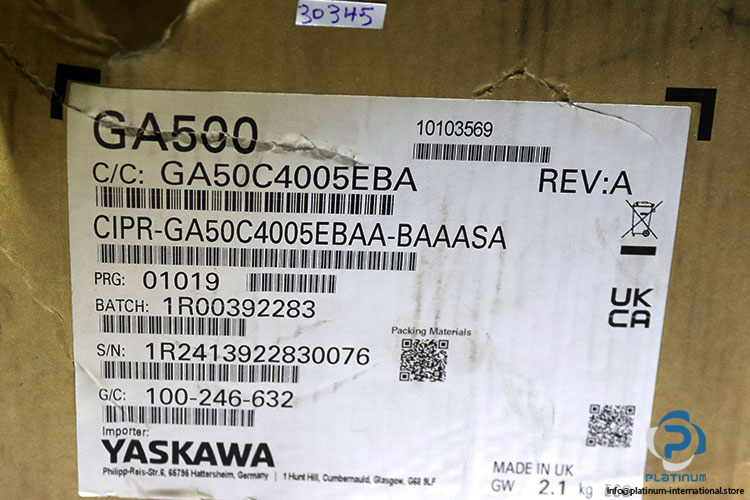 30345
GA500
10103569
C/C: GA50C4005EBA
REV:A
CIPR-GA50C4005EBAA-BAAASA
PRG: 01019
BATCH: 1R00392283
UK
CA
Packing Materials
S/N: 1R2413922830076
G/C: 100-246-632
Importer:
YASKAWA
Philipp-Reis-Str.6, 65795 Hattersheim, Germany | 1 Hunt Hill, Cumbernauld, Glasgow, G68 9LF
MADE IN UK
GW 2.1 kg
PLATINUM
INTERNATIONAL
info@platinum-international.store